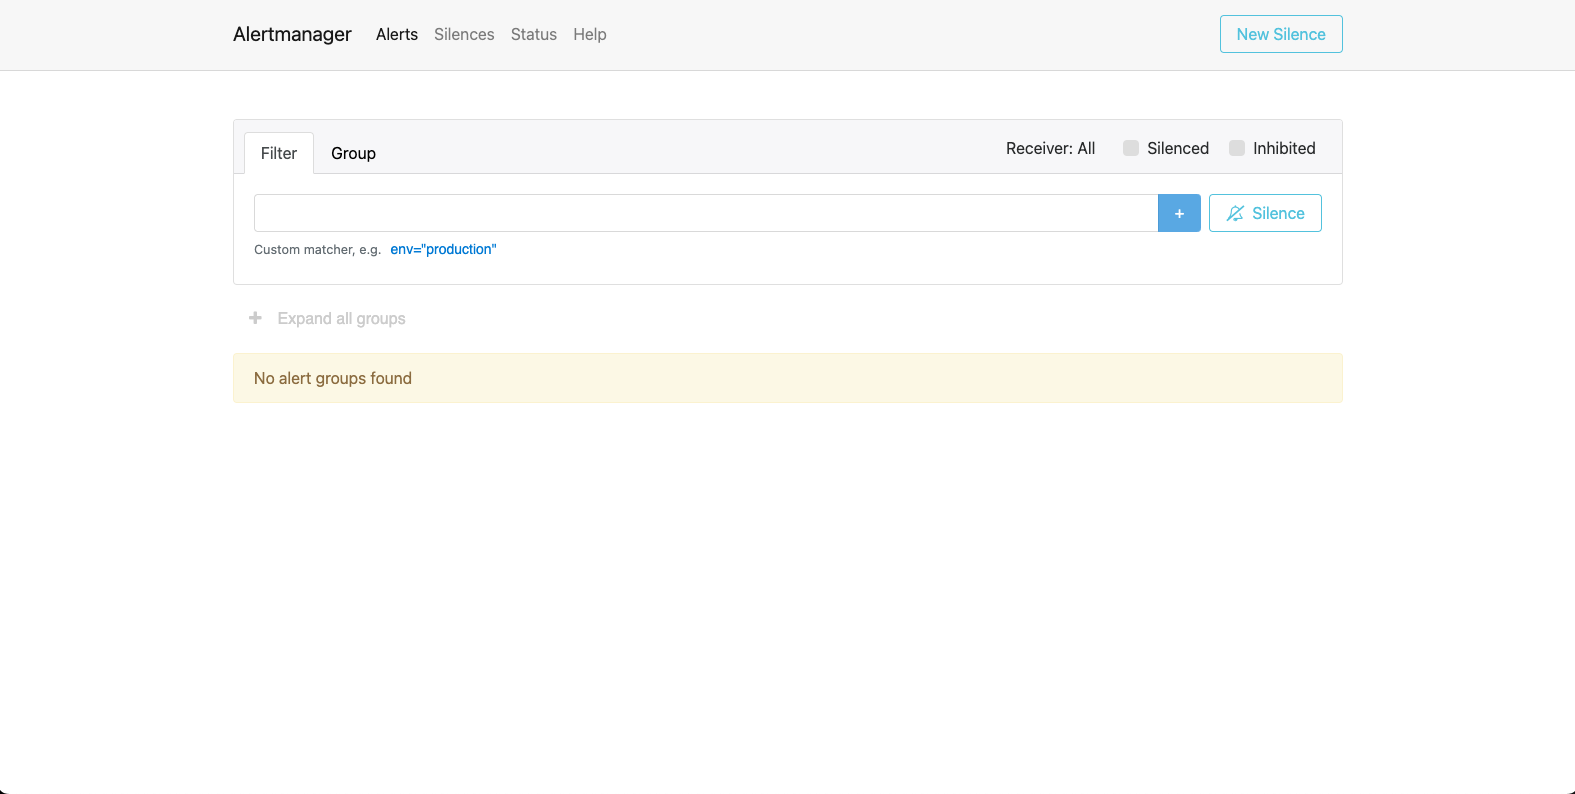 Alertmanager Alerts Silences Status Help New Silence
Filter Group Receiver: All Silenced Inhibited
+ Silence
Custom matcher, e.g. env="production"
+ Expand all groups
No alert groups found